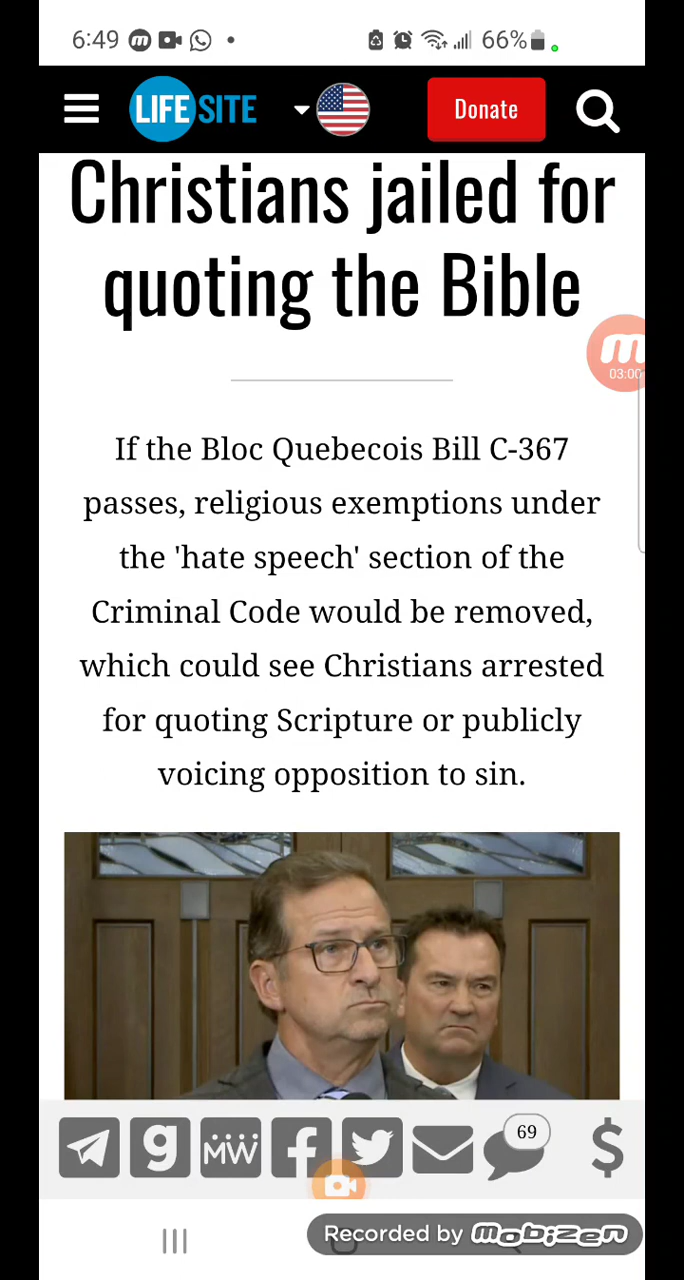 6:49
66%
LIFE SITE
Donate
Christians jailed for
quoting the Bible
03:00
If the Bloc Quebecois Bill C-367
passes, religious exemptions under
the 'hate speech' section of the
Criminal Code would be removed,
which could see Christians arrested
for quoting Scripture or publicly
voicing opposition to sin.
MW
69
Recorded by mobizen